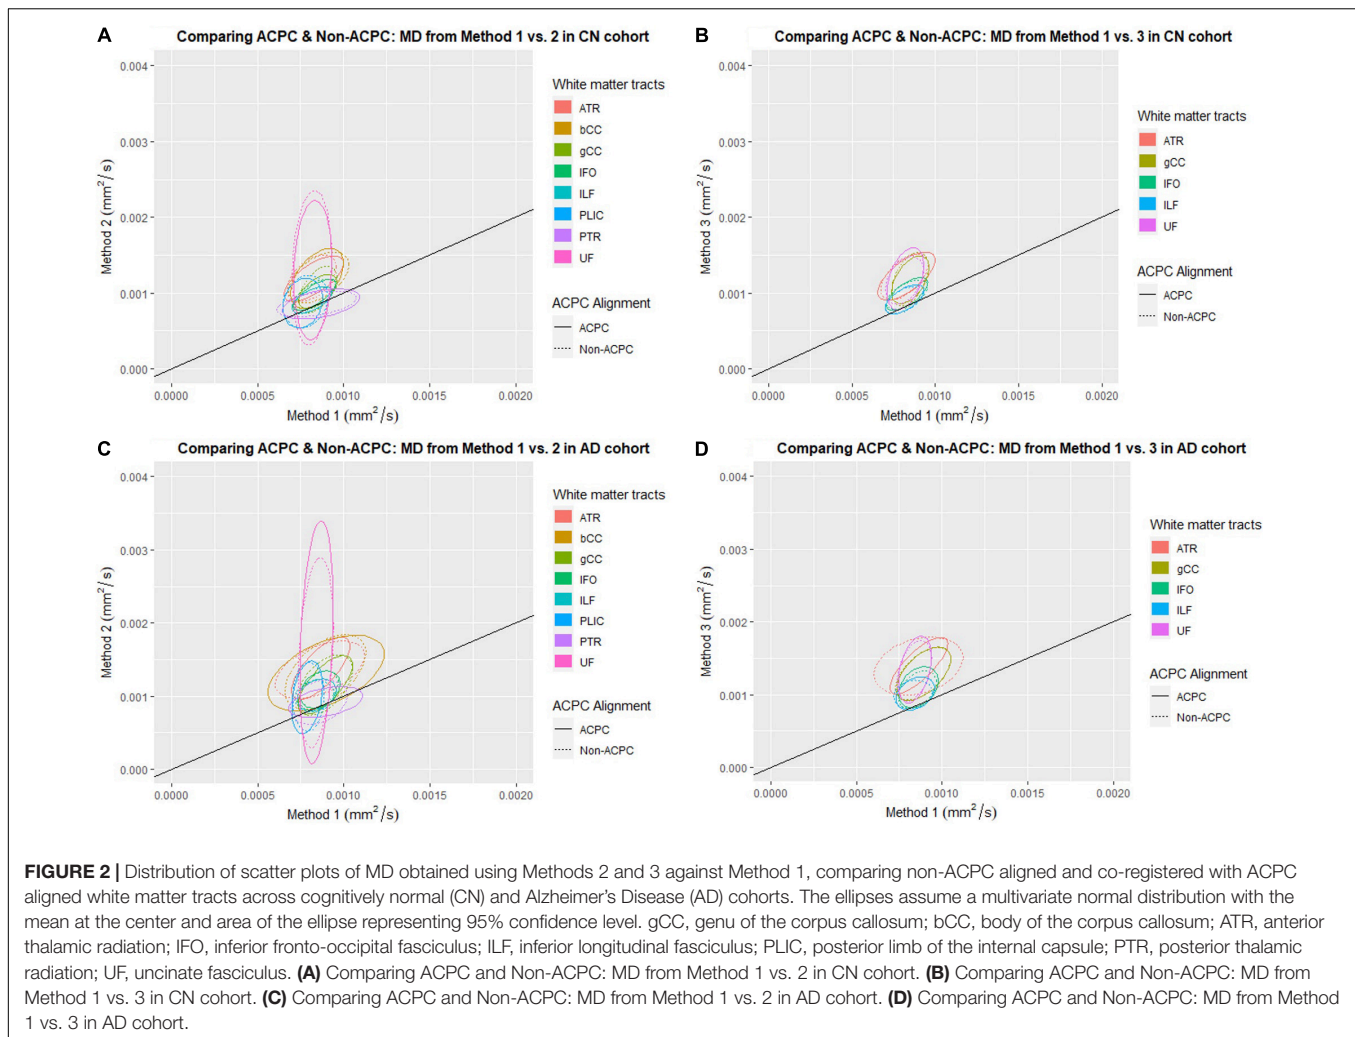 A
Comparing ACPC & Non-ACPC: MD from Method 1 vs. 2 in CN cohort
0.004
0.003
0.002
0.001
0.000
Method 2 (mm²/s)
0.0000 0.0005 0.0010 0.0015 0.0020
Method 1 (mm²/s)
White matter tracts
ATR
bCC
gCC
IFO
ILF
PLIC
PTR
UF
ACPC Alignment
ACPC
Non-ACPC
B
Comparing ACPC & Non-ACPC: MD from Method 1 vs. 3 in CN cohort
0.004
0.003
0.002
0.001
0.000
Method 3 (mm²/s)
0.0000 0.0005 0.0010 0.0015 0.0020
Method 1 (mm²/s)
White matter tracts
ATR
gCC
IFO
ILF
UF
ACPC Alignment
ACPC
Non-ACPC
C
Comparing ACPC & Non-ACPC: MD from Method 1 vs. 2 in AD cohort
0.004
0.003
0.002
0.001
0.000
Method 2 (mm²/s)
0.0000 0.0005 0.0010 0.0015 0.0020
Method 1 (mm²/s)
White matter tracts
ATR
bCC
gCC
IFO
ILF
PLIC
PTR
UF
ACPC Alignment
ACPC
Non-ACPC
D
Comparing ACPC & Non-ACPC: MD from Method 1 vs. 3 in AD cohort
0.004
0.003
0.002
0.001
0.000
Method 3 (mm²/s)
0.0000 0.0005 0.0010 0.0015 0.0020
Method 1 (mm²/s)
White matter tracts
ATR
gCC
IFO
ILF
UF
ACPC Alignment
ACPC
Non-ACPC
FIGURE 2 | Distribution of scatter plots of MD obtained using Methods 2 and 3 against Method 1, comparing non-ACPC aligned and co-registered with ACPC
aligned white matter tracts across cognitively normal (CN) and Alzheimer's Disease (AD) cohorts. The ellipses assume a multivariate normal distribution with the
mean at the center and area of the ellipse representing 95% confidence level. gCC, genu of the corpus callosum; bCC, body of the corpus callosum; ATR, anterior
thalamic radiation; IFO, inferior fronto-occipital fasciculus; ILF, inferior longitudinal fasciculus; PLIC, posterior limb of the internal capsule; PTR, posterior thalamic
radiation; UF, uncinate fasciculus. (A) Comparing ACPC and Non-ACPC: MD from Method 1 vs. 2 in CN cohort. (B) Comparing ACPC and Non-ACPC: MD from
Method 1 vs. 3 in CN cohort. (C) Comparing ACPC and Non-ACPC: MD from Method 1 vs. 2 in AD cohort. (D) Comparing ACPC and Non-ACPC: MD from Method
1 vs. 3 in AD cohort.